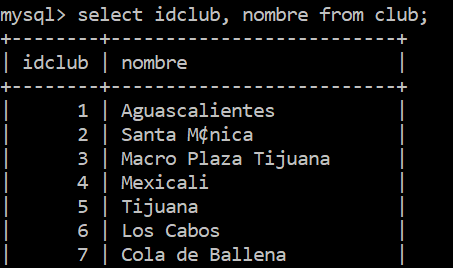 mysql> select idclub, nombre from club;
+--------+---------------------------+
| idclub | nombre                    |
+--------+---------------------------+
|      1 | Aguascalientes            |
|      2 | Santa M¢nica              |
|      3 | Macro Plaza Tijuana       |
|      4 | Mexicali                  |
|      5 | Tijuana                   |
|      6 | Los Cabos                 |
|      7 | Cola de Ballena           |